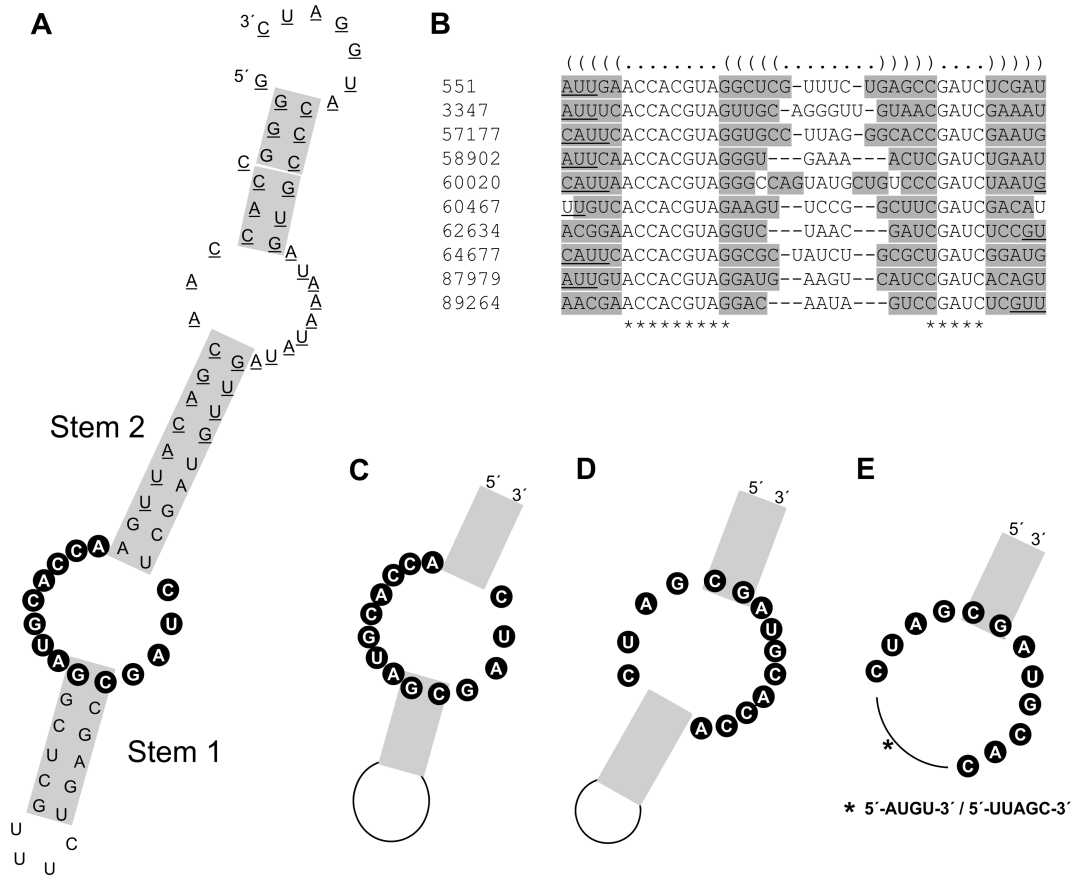 A
3´ C U A G G U A
5´ G G G G C C A C C A A C G A C A U U G A
C C C G U G A U A A A U A U A G U U G U A G C U
Stem 2
A C C A C G U A G
C U A G C
Stem 1
G C U C G U U U C U G A G C
B
(((((........(((((........)))))....)))))
551 AUUGAACCACGUAGGCUCG-UUUC-UGAGCCGAUCUCGAU
3347 AUUUCACCACGUAGUUGC-AGGGUU-GUAACGAUCGAAAU
57177 CAUUCACCACGUAGGUGCC-UUAG-GGCACCGAUCGAAUG
58902 AUUCAACCACGUAGGGU---GAAA---ACUCGAUCUGAAU
60020 CAUUAACCACGUAGGGCCAGUAUGCUGUCCCGAUCUAAUG
60467 UUGUCACCACGUAGAAGU--UCCG--GCUUCGAUCGACAU
62634 ACGGAACCACGUAGGUC---UAAC---GAUCGAUCUCCGU
64677 CAUUCACCACGUAGGCGC-UAUCU-GCGCUGAUCGGAUG
87979 AUUGUACCACGUAGGAUG--AAGU--CAUCCGAUCACAGU
89264 AACGAACCACGUAGGAC---AAUA---GUCCGAUCUCGUU
********* *****
C
5´ 3´
A C C A C G U A G
C U A G C
D
5´ 3´
C U A G C G A U G C A C C A
E
5´ 3´
C U A G C G A U G C A C
*
* 5´-AUGU-3´ / 5´-UUAGC-3´